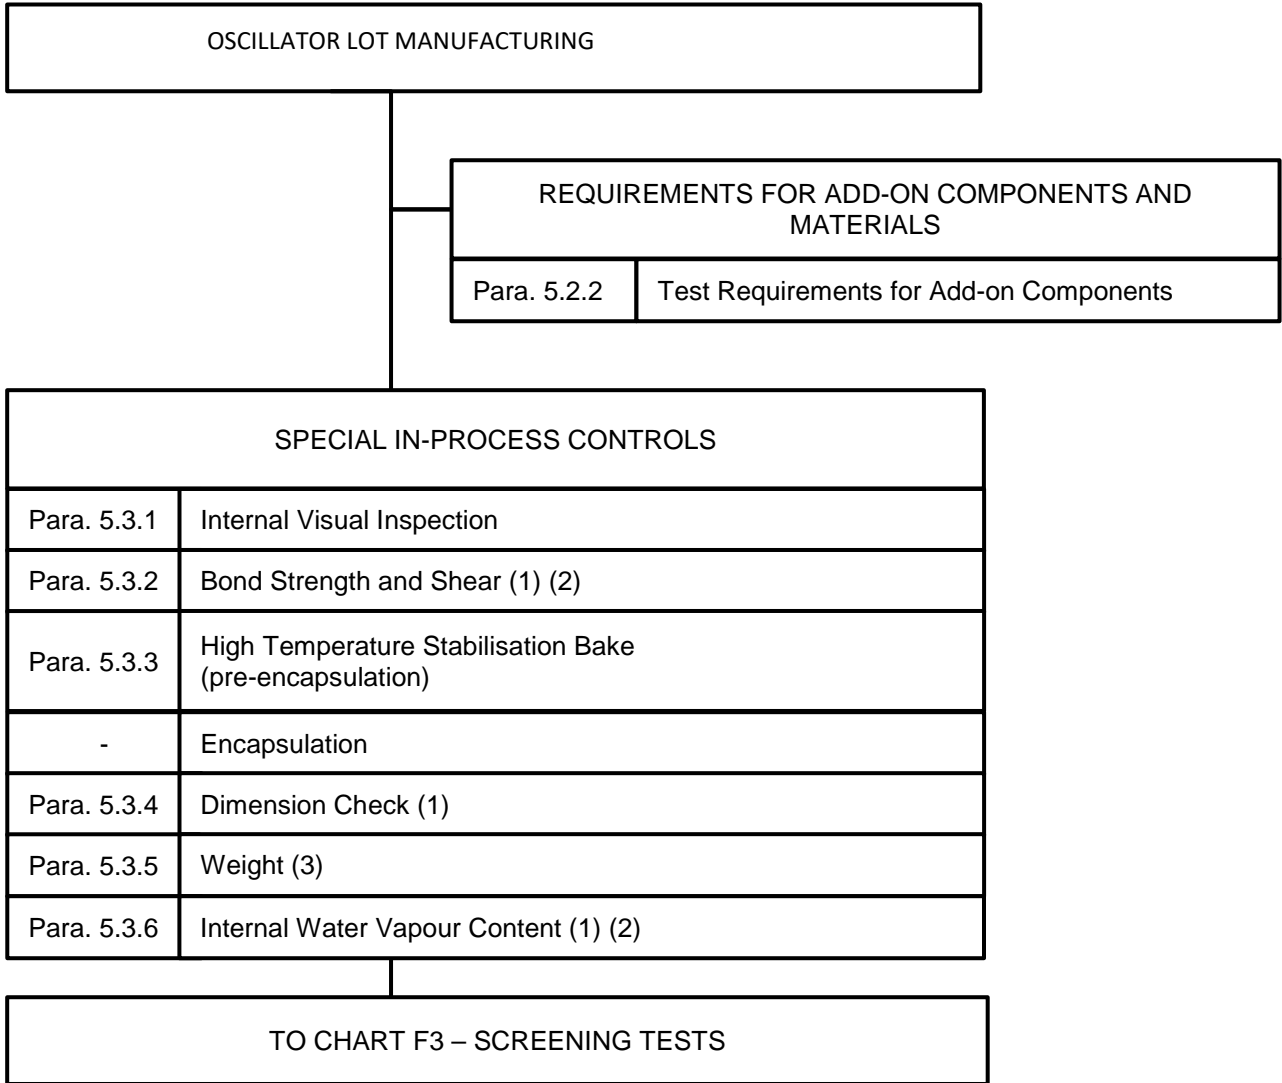 OSCILLATOR LOT MANUFACTURING
REQUIREMENTS FOR ADD-ON COMPONENTS AND
MATERIALS
Para. 5.2.2 Test Requirements for Add-on Components
SPECIAL IN-PROCESS CONTROLS
Para. 5.3.1 Internal Visual Inspection
Para. 5.3.2 Bond Strength and Shear (1) (2)
Para. 5.3.3 High Temperature Stabilisation Bake
(pre-encapsulation)
- Encapsulation
Para. 5.3.4 Dimension Check (1)
Para. 5.3.5 Weight (3)
Para. 5.3.6 Internal Water Vapour Content (1) (2)
TO CHART F3 – SCREENING TESTS